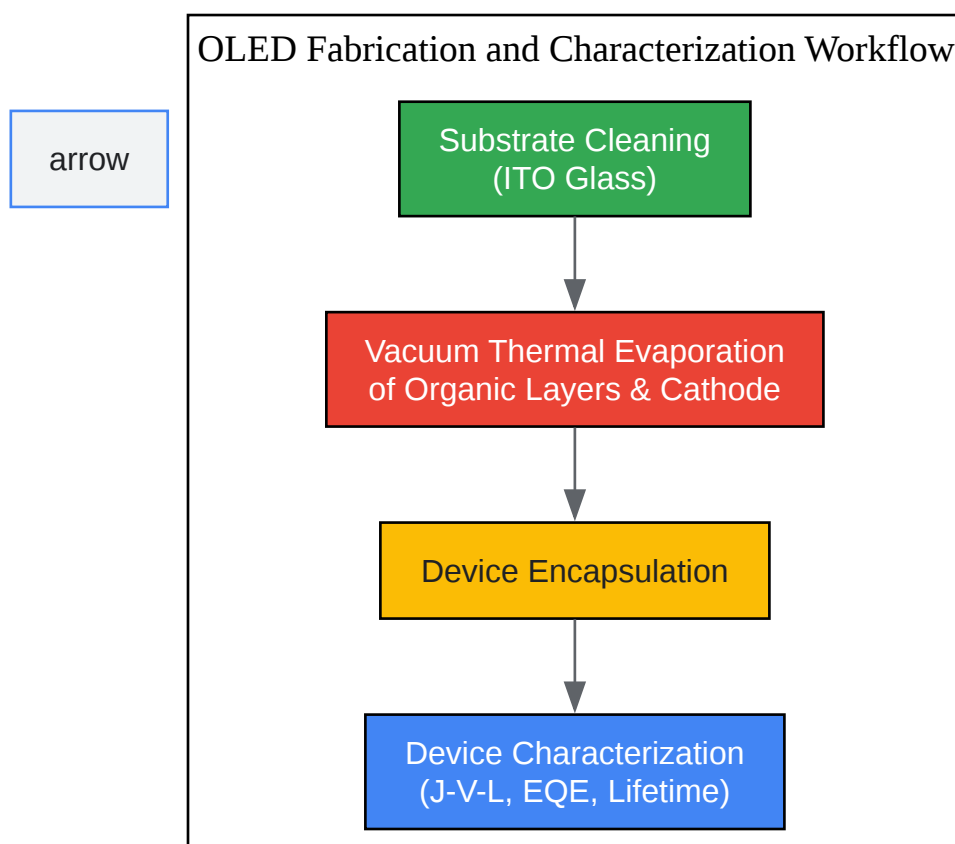 OLED Fabrication and Characterization Workflow
arrow
Substrate Cleaning
(ITO Glass)
Vacuum Thermal Evaporation
of Organic Layers & Cathode
Device Encapsulation
Device Characterization
(J-V-L, EQE, Lifetime)